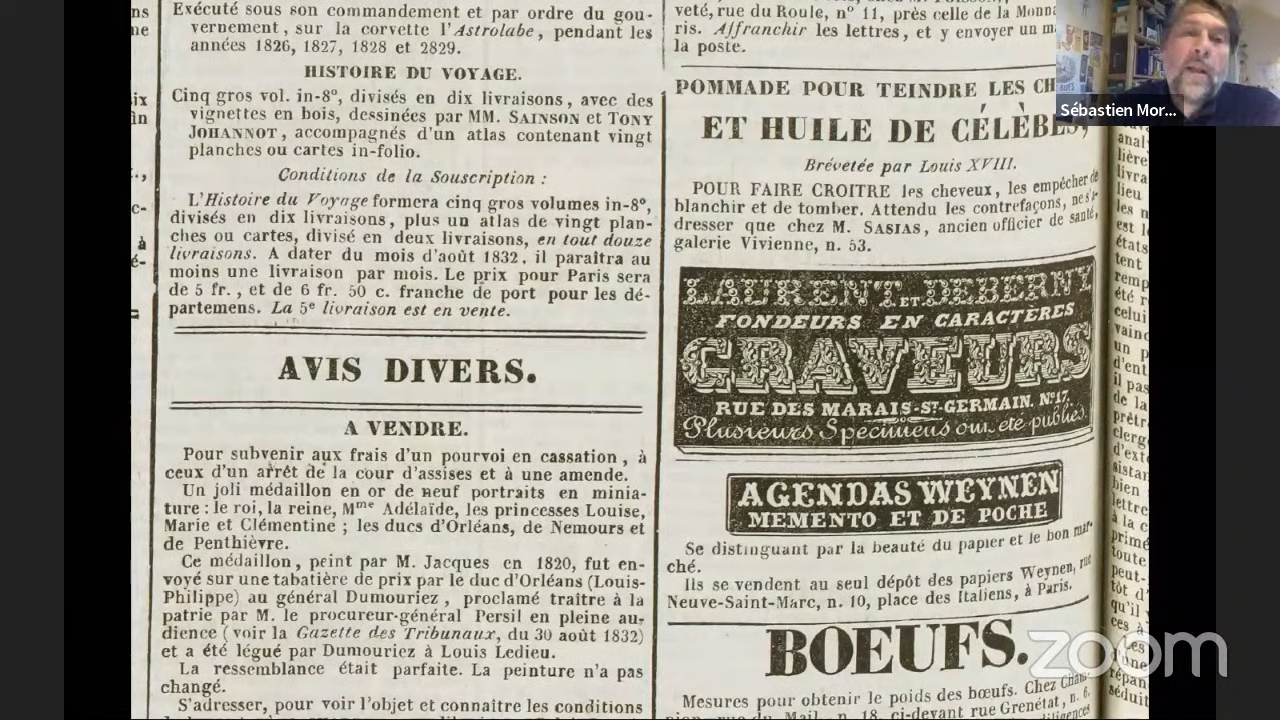 Exécuté sous son commandement et par ordre du gou-
vernement, sur la corvette l'Astrolabe, pendant les
années 1826, 1827, 1828 et 2829.
HISTOIRE DU VOYAGE.
Cinq gros vol. in-8°, divisés en dix livraisons, avec des
vignettes en bois, dessinées par MM. SAINSON et TONY
JOHANNOT, accompagnés d'un atlas contenant vingt
planches ou cartes in-folio.
Conditions de la Souscription :
L'Histoire du Voyage formera cinq gros volumes in-8°,
divisés en dix livraisons, plus un atlas de vingt plan-
ches ou cartes, divisé en deux livraisons, en tout douze
livraisons. A dater du mois d'août 1832, il paraîtra au
moins une livraison par mois. Le prix pour Paris sera
de 5 fr., et de 6 fr. 50 c. franche de port pour les dé-
partemens. La 5e livraison est en vente.
AVIS DIVERS.
A VENDRE.
Pour subvenir aux frais d'un pourvoi en cassation, à
ceux d'un arrêt de la cour d'assises et à une amende.
Un joli médaillon en or de neuf portraits en minia-
ture : le roi, la reine, Mme Adélaïde, les princesses Louise,
Marie et Clémentine ; les ducs d'Orléans, de Nemours et
de Penthièvre.
Ce médaillon, peint par M. Jacques en 1820, fut en-
voyé sur une tabatière de prix par le duc d'Orléans (Louis-
Philippe) au général Dumouriez, proclamé traître à la
patrie par M. le procureur-général Persil en pleine au-
dience (voir la Gazette des Tribunaux, du 30 août 1832)
et a été légué par Dumouriez à Louis Ledieu.
La ressemblance était parfaite. La peinture n'a pas
changé.
S'adresser, pour voir l'objet et connaître les conditions
veté, rue du Roule, n° 11, près celle de la Monna
ris. Affranchir les lettres, et y envoyer un m
la poste.
POMMADE POUR TEINDRE LES CH
ET HUILE DE CÉLÈBES,
Brévetée par Louis XVIII.
POUR FAIRE CROITRE les cheveux, les empêcher de
blanchir et de tomber. Attendu les contrefaçons, ne s'a-
dresser que chez M. SASIAS, ancien officier de santé,
galerie Vivienne, n. 53.
LAURENT ET DEBERNY
FONDEURS EN CARACTÈRES
GRAVEURS
RUE DES MARAIS-ST-GERMAIN. No 17.
Plusieurs Specimens ont été publiés.
AGENDAS WEYNEN
MEMENTO ET DE POCHE
Se distinguant par la beauté du papier et le bon mar-
ché.
Ils se vendent au seul dépôt des papiers Weynen, rue
Neuve-Saint-Marc, n. 10, place des Italiens, à Paris.
BOEUFS.
Mesures pour obtenir le poids des bœufs. Chez Cham-
pion, rue du Mail, n. 18, ci-devant rue Grenétat, n. 6.
Sébastien Mor...
zoom